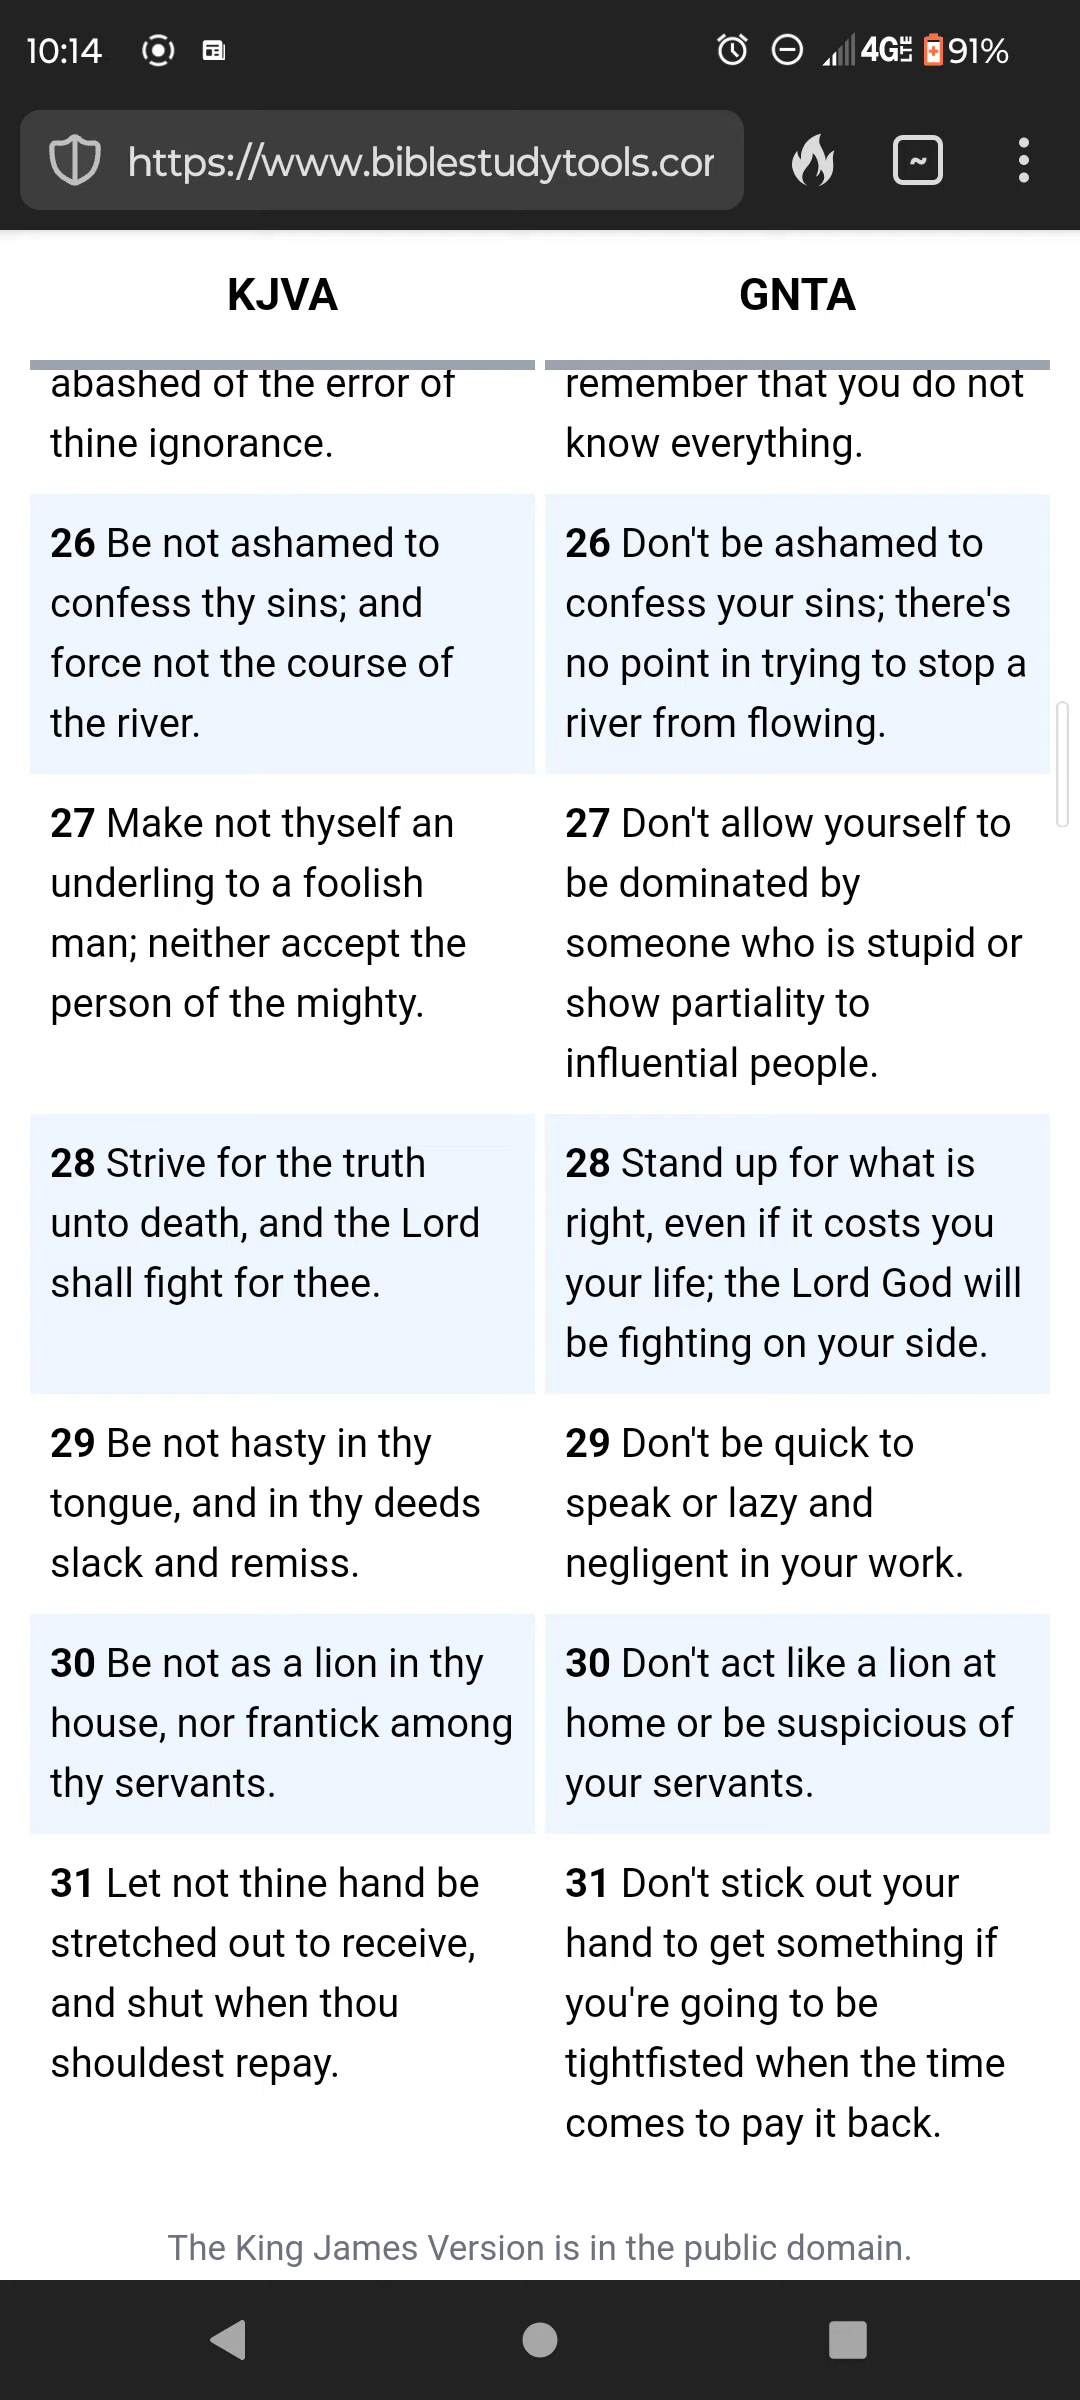 10:14
4G LTE 91%
https://www.biblestudytools.cor
~
KJVA
GNTA
abashed of the error of
thine ignorance.
remember that you do not
know everything.
26 Be not ashamed to
confess thy sins; and
force not the course of
the river.
26 Don't be ashamed to
confess your sins; there's
no point in trying to stop a
river from flowing.
27 Make not thyself an
underling to a foolish
man; neither accept the
person of the mighty.
27 Don't allow yourself to
be dominated by
someone who is stupid or
show partiality to
influential people.
28 Strive for the truth
unto death, and the Lord
shall fight for thee.
28 Stand up for what is
right, even if it costs you
your life; the Lord God will
be fighting on your side.
29 Be not hasty in thy
tongue, and in thy deeds
slack and remiss.
29 Don't be quick to
speak or lazy and
negligent in your work.
30 Be not as a lion in thy
house, nor frantick among
thy servants.
30 Don't act like a lion at
home or be suspicious of
your servants.
31 Let not thine hand be
stretched out to receive,
and shut when thou
shouldest repay.
31 Don't stick out your
hand to get something if
you're going to be
tightfisted when the time
comes to pay it back.
The King James Version is in the public domain.